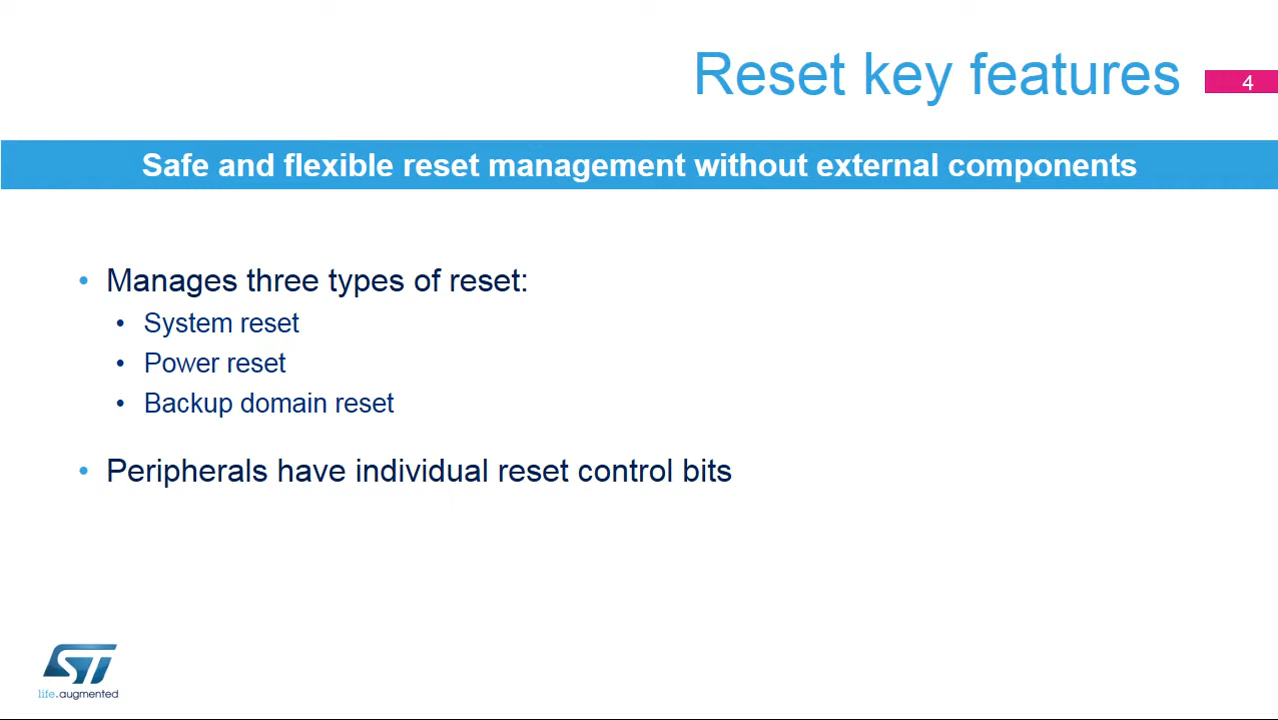 Reset key features
4
Safe and flexible reset management without external components
• Manages three types of reset:
• System reset
• Power reset
• Backup domain reset
• Peripherals have individual reset control bits
ST
life.augmented